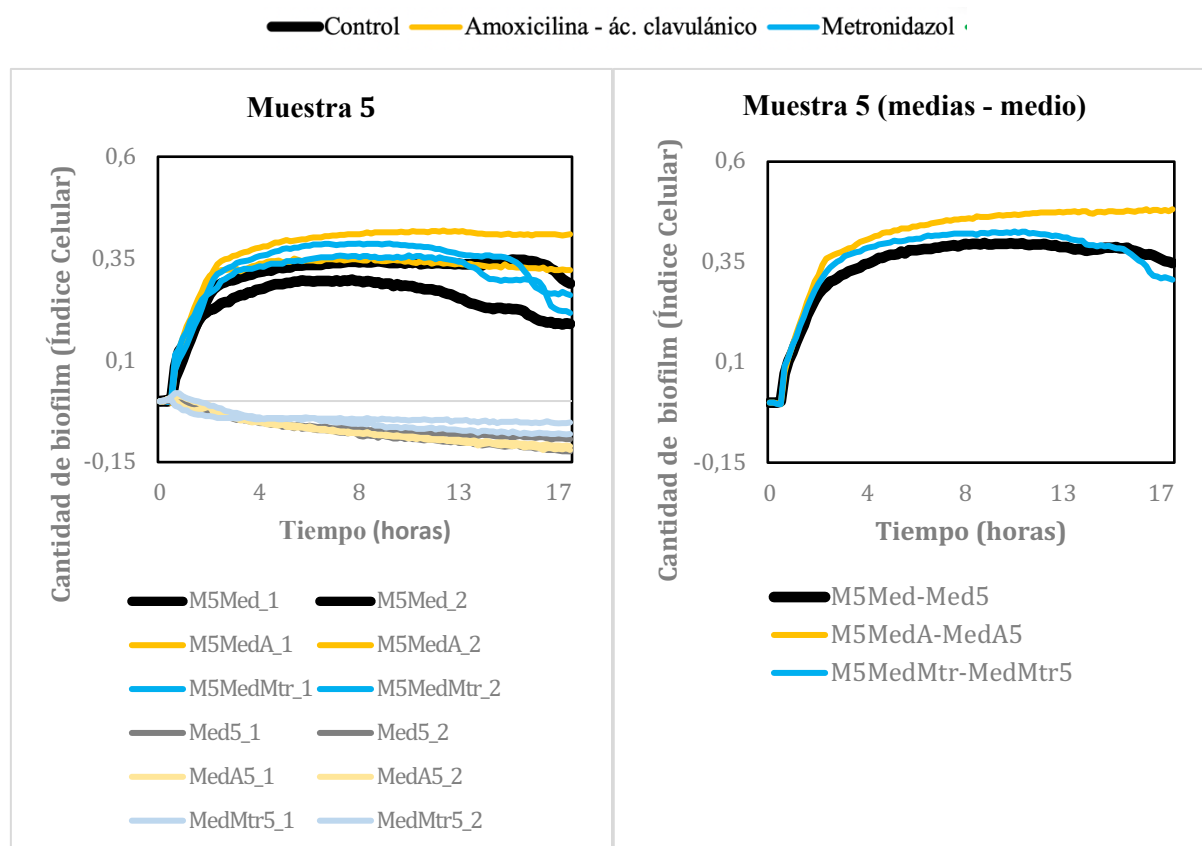 Control Amoxicilina - ác. clavulánico Metronidazol
Muestra 5
Cantidad de biofilm (Índice Celular)
0,6
0,35
0,1
-0,15
0 4 8 13 17
Tiempo (horas)
M5Med_1 M5Med_2
M5MedA_1 M5MedA_2
M5MedMtr_1 M5MedMtr_2
Med5_1 Med5_2
MedA5_1 MedA5_2
MedMtr5_1 MedMtr5_2
Muestra 5 (medias - medio)
Cantidad de biofilm (Índice Celular)
0,6
0,35
0,1
-0,15
0 4 8 13 17
Tiempo (horas)
M5Med-Med5
M5MedA-MedA5
M5MedMtr-MedMtr5